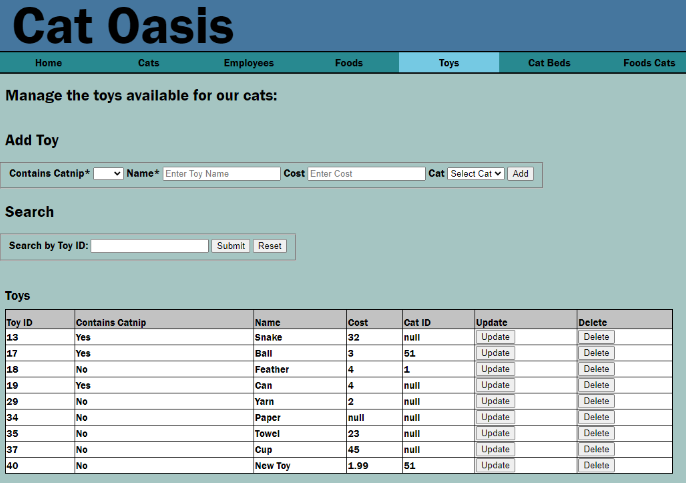 Cat Oasis
Home Cats Employees Foods Toys Cat Beds Foods Cats
Manage the toys available for our cats:
Add Toy
Contains Catnip* Name* Enter Toy Name Cost Enter Cost Cat Select Cat Add
Search
Search by Toy ID: Submit Reset
Toys
Toy ID Contains Catnip Name Cost Cat ID Update Delete
13 Yes Snake 32 null Update Delete
17 Yes Ball 3 51 Update Delete
18 No Feather 4 1 Update Delete
19 Yes Can 4 null Update Delete
29 No Yarn 2 null Update Delete
34 No Paper null null Update Delete
35 No Towel 23 null Update Delete
37 No Cup 45 null Update Delete
40 No New Toy 1.99 51 Update Delete